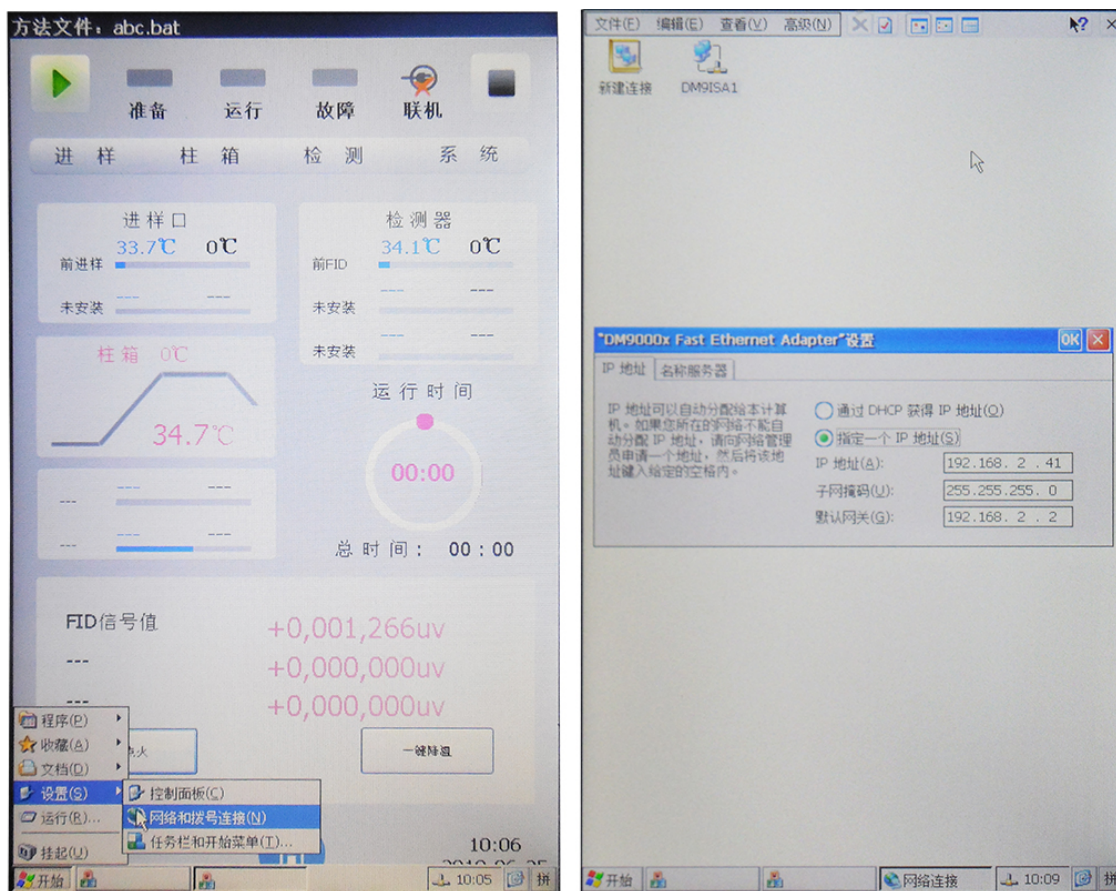 方法文件: abc.bat
准备 运行 故障 联机
进 样 柱 箱 检 测 系 统
进样口
33.7℃ 0℃
前进样
--- ---
未安装
检测器
34.1℃ 0℃
前FID
--- ---
未安装
--- ---
未安装
柱箱 0℃
34.7℃
--- ---
---
--- ---
---
运行时间
00:00
总时间: 00:00
FID信号值 +0,001,266uv
--- +0,000,000uv
--- +0,000,000uv
火
一键降温
程序(P)
收藏(A)
文档(D)
设置(S)
运行(R)...
挂起(U)
控制面板(C)
网络和拨号连接(N)
任务栏和开始菜单(T)...
10:06
开始 10:05 拼
文件(F) 编辑(E) 查看(V) 高级(N)
新建连接 DM9ISA1
"DM9000x Fast Ethernet Adapter"设置 OK
IP 地址 名称服务器
IP 地址可以自动分配给本计算
机。如果您所在的网络不能自
动分配 IP 地址，请向网络管理
员申请一个地址，然后将该地
址键入给定的空格内。
通过 DHCP 获得 IP 地址(O)
指定一个 IP 地址(S)
IP 地址(A): 192.168. 2 . 41
子网掩码(U): 255.255.255. 0
默认网关(G): 192.168. 2 . 2
开始 网络连接 10:09 拼